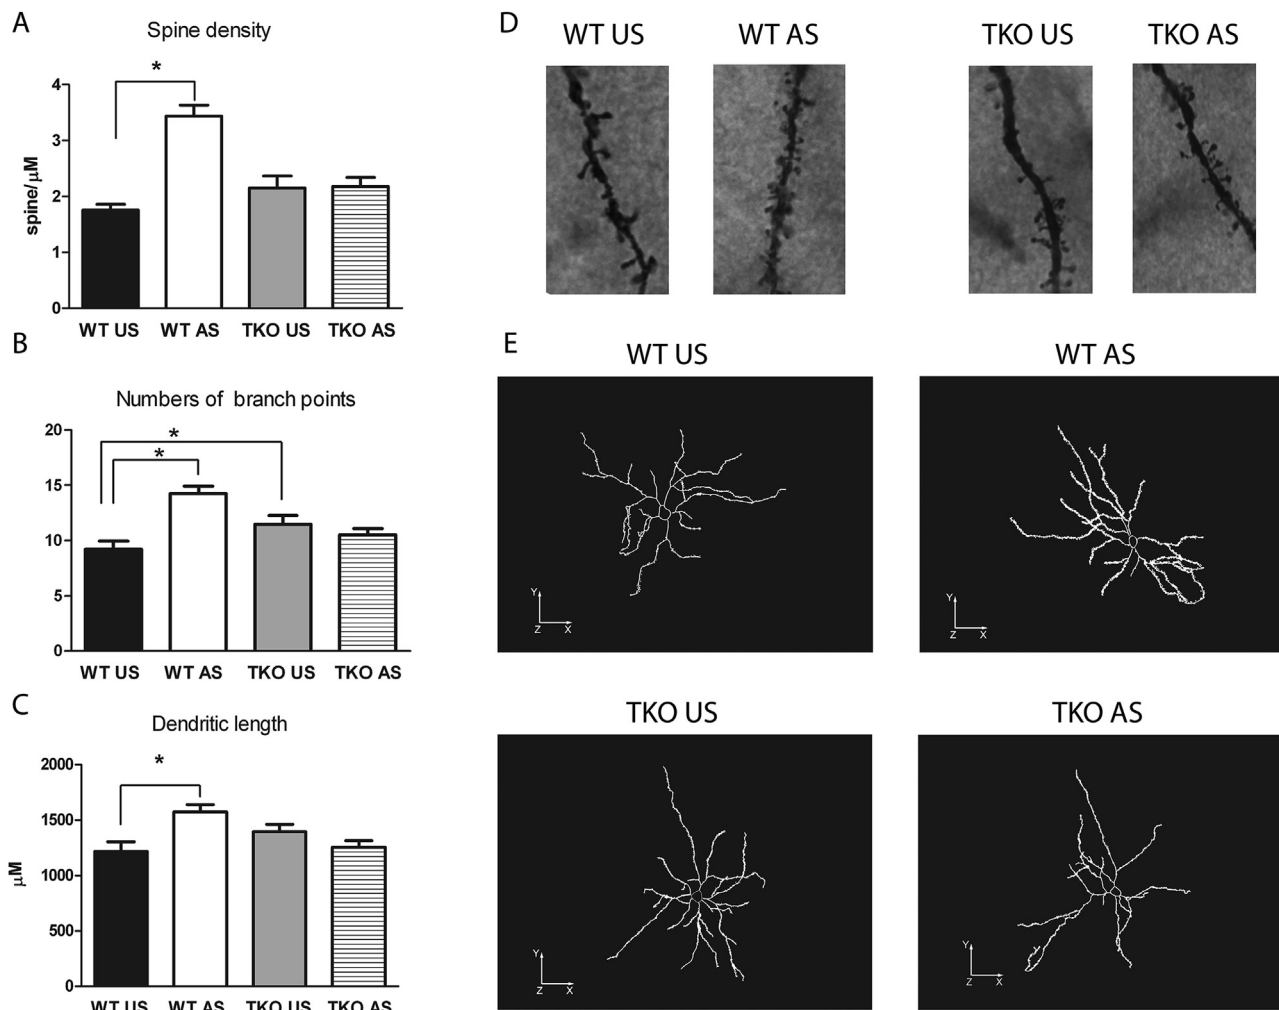 A
Spine density
*
4
3
2
1
0
spine/μM
WT US
WT AS
TKO US
TKO AS
B
Numbers of branch points
*
*
20
15
10
5
0
WT US
WT AS
TKO US
TKO AS
C
Dendritic length
*
2000
1500
1000
500
0
μM
WT US
WT AS
TKO US
TKO AS
D
WT US
WT AS
TKO US
TKO AS
E
WT US
Y
Z
X
WT AS
Y
Z
X
TKO US
Y
Z
X
TKO AS
Y
Z
X